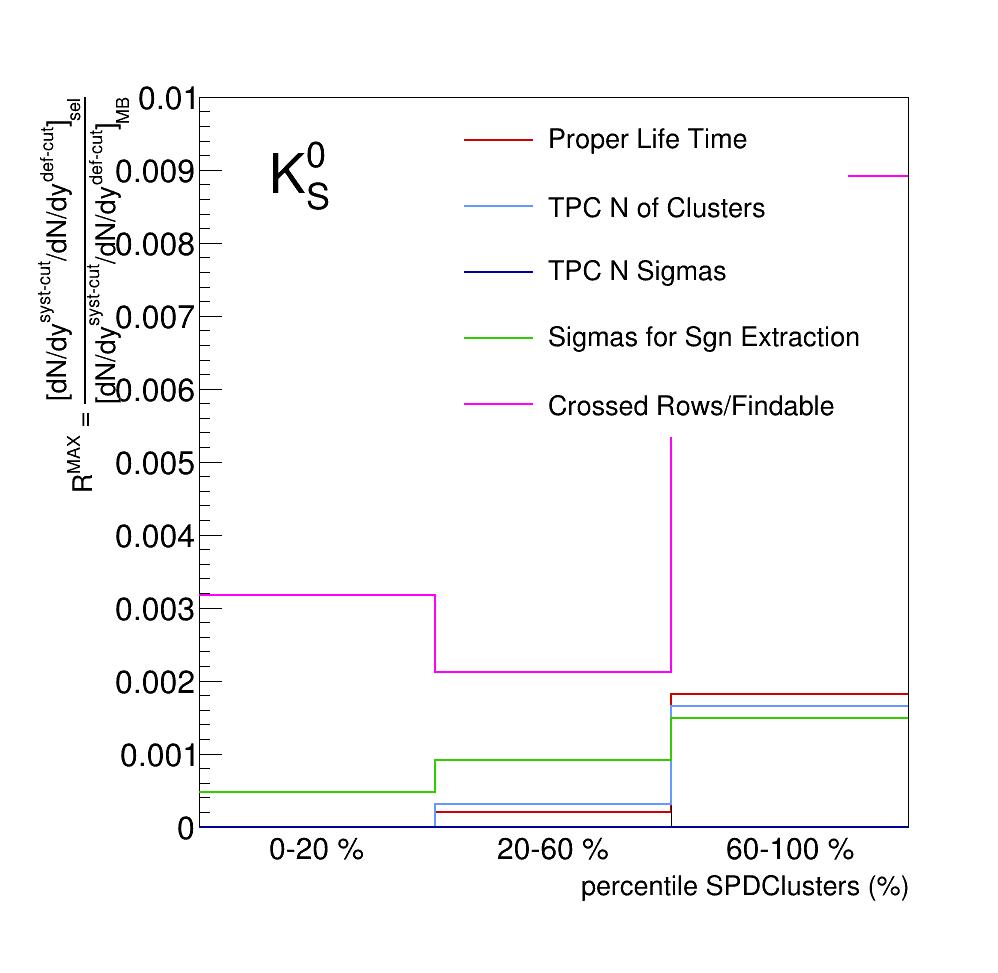 R^MAX = [dN/dy^syst-cut/dN/dy^def-cut]_sel / [dN/dy^syst-cut/dN/dy^def-cut]_MB
0.01
0.009
0.008
0.007
0.006
0.005
0.004
0.003
0.002
0.001
0
K^0_S
Proper Life Time
TPC N of Clusters
TPC N Sigmas
Sigmas for Sgn Extraction
Crossed Rows/Findable
0-20 %
20-60 %
60-100 %
percentile SPDClusters (%)